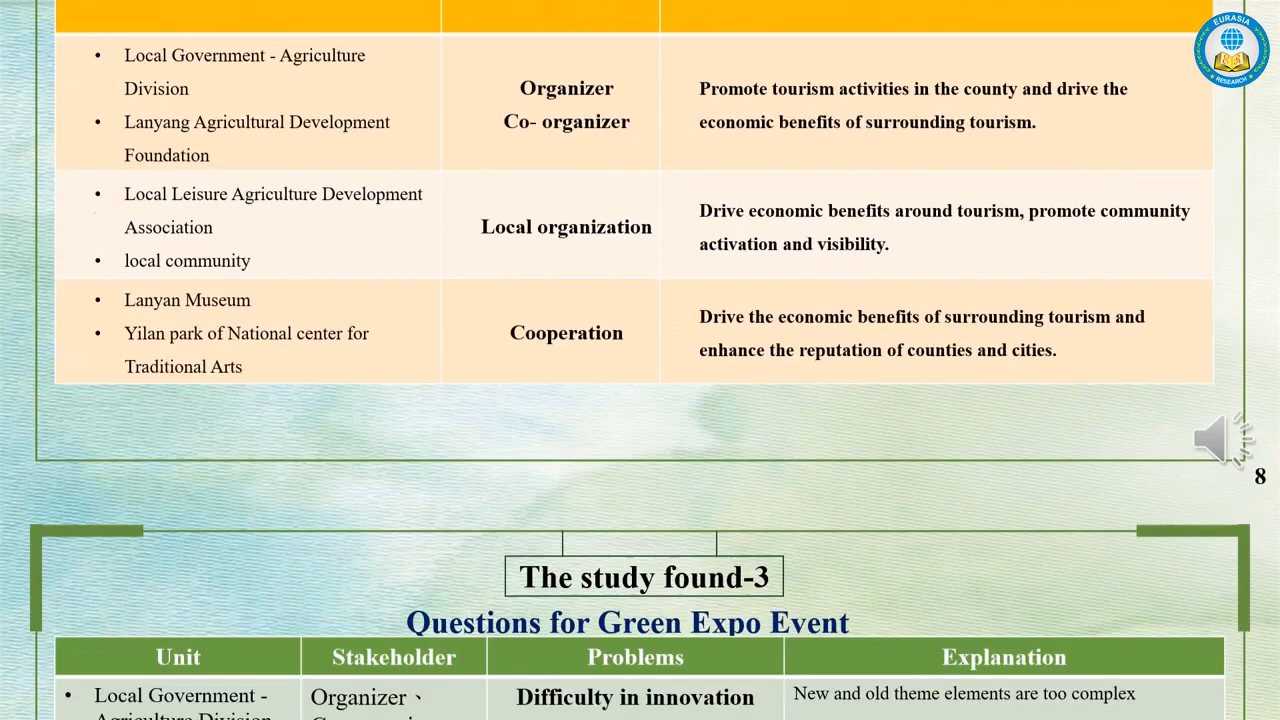 EURASIA
RESEARCH
• Local Government - Agriculture
Division
• Lanyang Agricultural Development
Foundation
Organizer
Co- organizer
Promote tourism activities in the county and drive the
economic benefits of surrounding tourism.
• Local Leisure Agriculture Development
Association
• local community
Local organization
Drive economic benefits around tourism, promote community
activation and visibility.
• Lanyan Museum
• Yilan park of National center for
Traditional Arts
Cooperation
Drive the economic benefits of surrounding tourism and
enhance the reputation of counties and cities.
8
The study found-3
Questions for Green Expo Event
Unit
Stakeholder
Problems
Explanation
• Local Government -
Agriculture Division
Organizer、
Difficulty in innovation
New and old theme elements are too complex